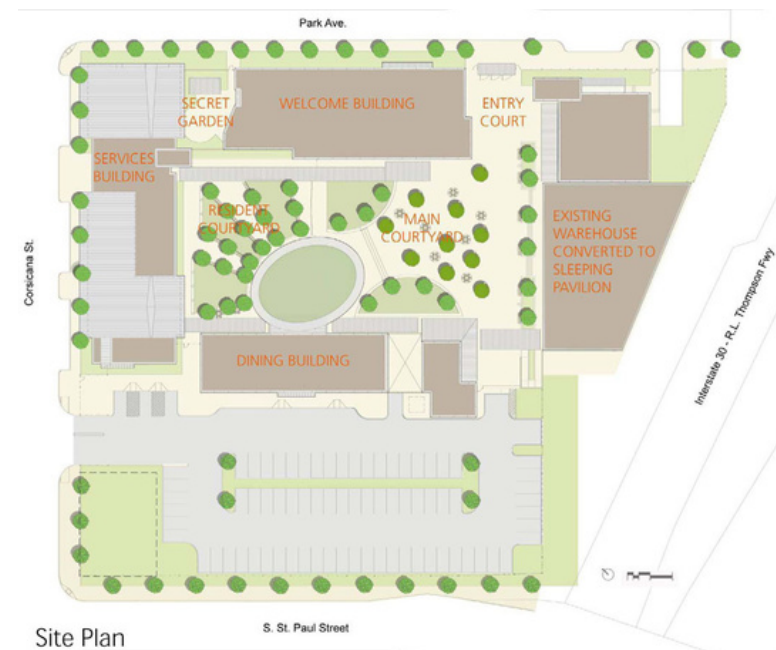 Park Ave.
SECRET
GARDEN
WELCOME BUILDING
ENTRY
COURT
SERVICES
BUILDING
RESIDENT
COURTYARD
MAIN
COURTYARD
EXISTING
WAREHOUSE
CONVERTED TO
SLEEPING
PAVILION
Corsicana St.
Interstate 30 - R.L. Thompson Fwy
DINING BUILDING
Site Plan
S. St. Paul Street